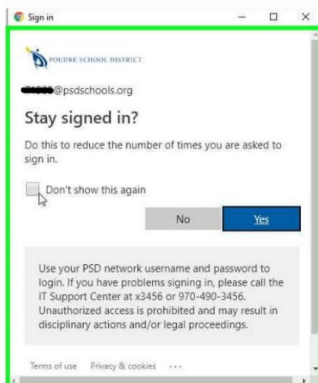 Sign in
POUDRE SCHOOL DISTRICT
@psdschools.org
Stay signed in?
Do this to reduce the number of times you are asked to
sign in.
Don't show this again
No
Yes
Use your PSD network username and password to
login. If you have problems signing in, please call the
IT Support Center at x3456 or 970-490-
3456.
Unauthorized access is prohibited and may result in
disciplinary actions and/or legal proceedings.
Terms of use Privacy & cookies ...